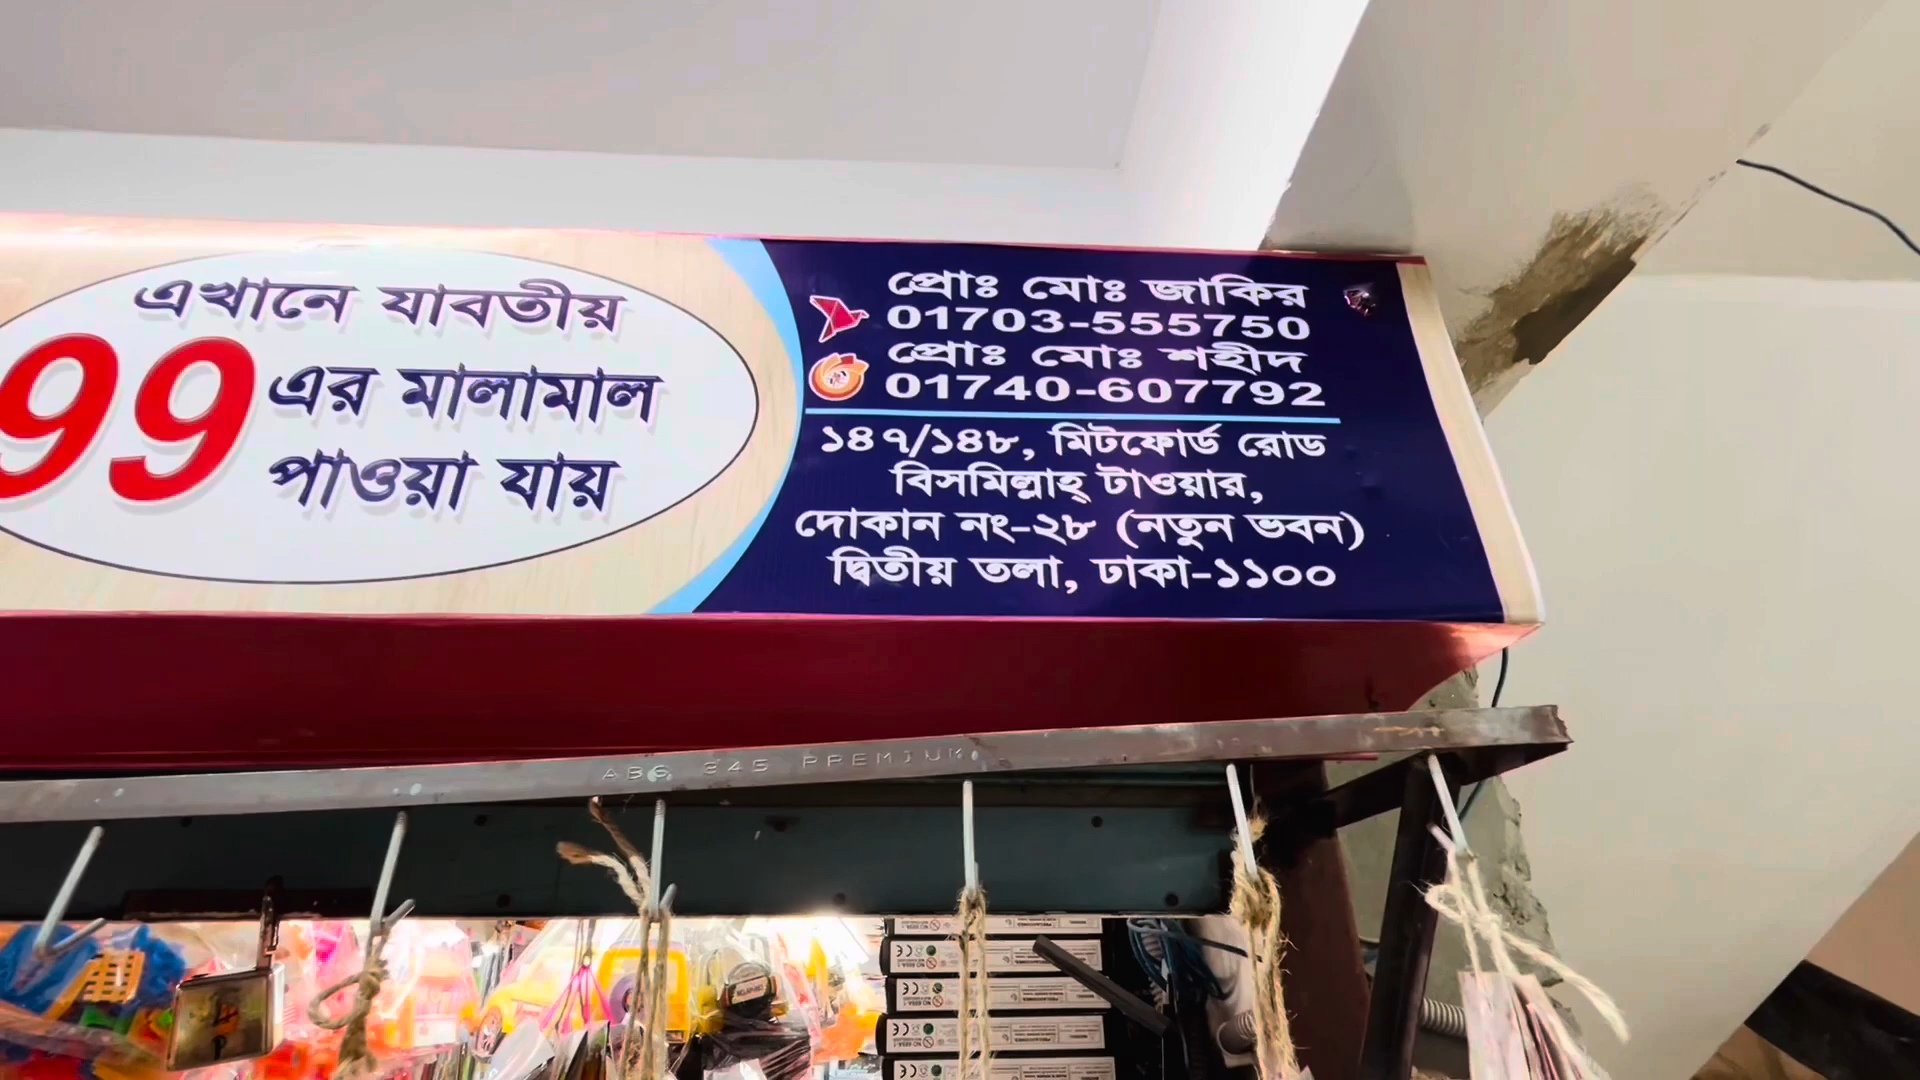 এখানে যাবতীয়
99 এর মালামাল
পাওয়া যায়
প্রোঃ মোঃ জাকির
01703-555750
প্রোঃ মোঃ শহীদ
01740-607792
১৪৭/১৪৮, মিটফোর্ড রোড
বিসমিল্লাহ্ টাওয়ার,
দোকান নং-২৮ (নতুন ভবন)
দ্বিতীয় তলা, ঢাকা-১১০০
ABS 345 PREMIUM